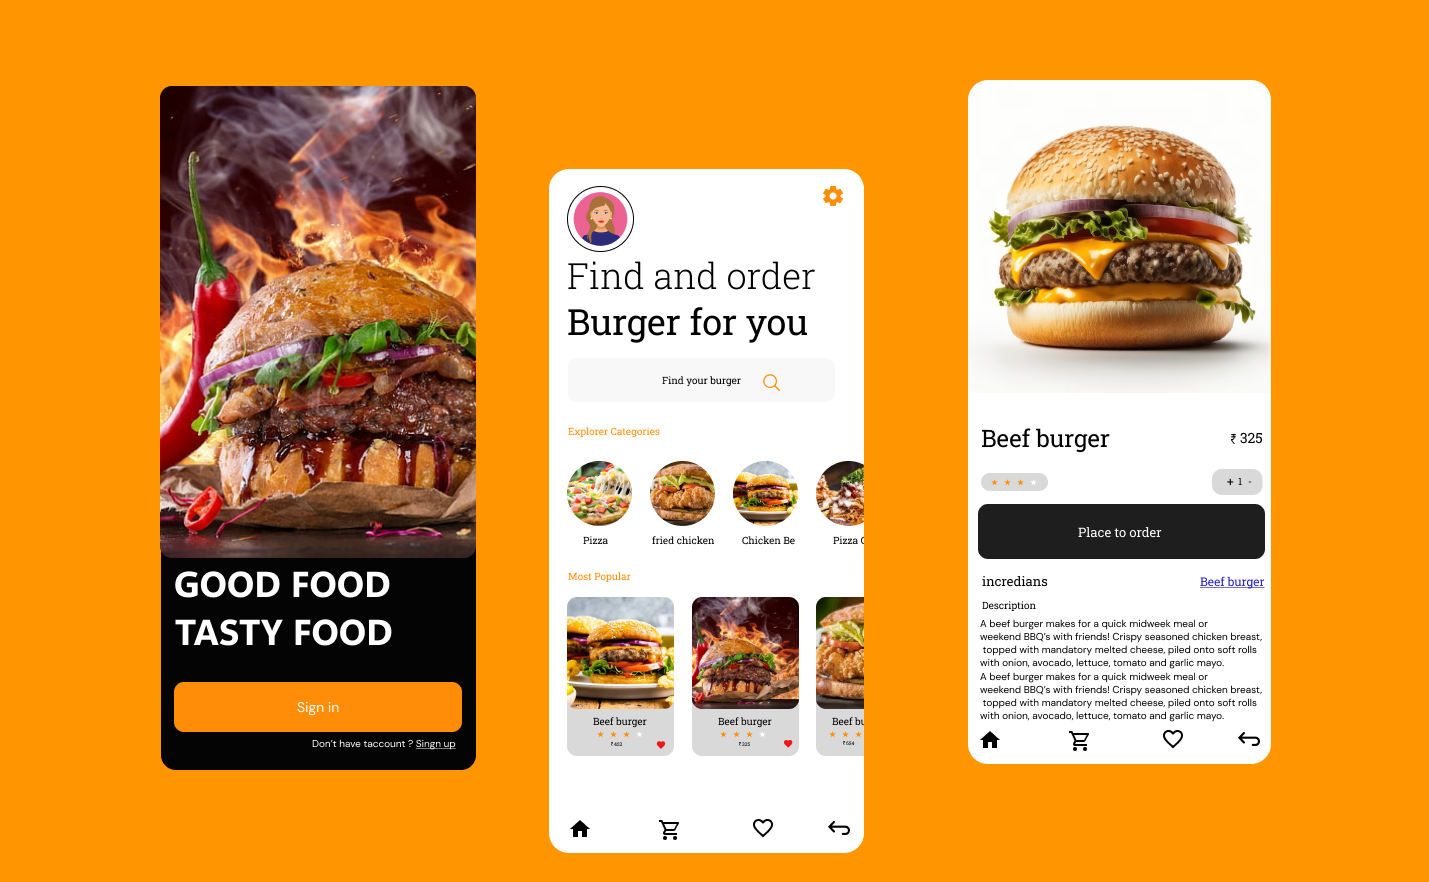 GOOD FOOD
TASTY FOOD
Sign in
Don't have taccount ? Singn up
Find and order
Burger for you
Find your burger
Explorer Categories
Pizza
fried chicken
Chicken Be
Pizza C
Most Popular
Beef burger
₹452
Beef burger
₹325
Beef bu
₹654
Beef burger
₹ 325
+ 1 -
Place to order
incredians
Beef burger
Description
A beef burger makes for a quick midweek meal or
weekend BBQ's with friends! Crispy seasoned chicken breast,
topped with mandatory melted cheese, piled onto soft rolls
with onion, avocado, lettuce, tomato and garlic mayo.
A beef burger makes for a quick midweek meal or
weekend BBQ's with friends! Crispy seasoned chicken breast,
topped with mandatory melted cheese, piled onto soft rolls
with onion, avocado, lettuce, tomato and garlic mayo.